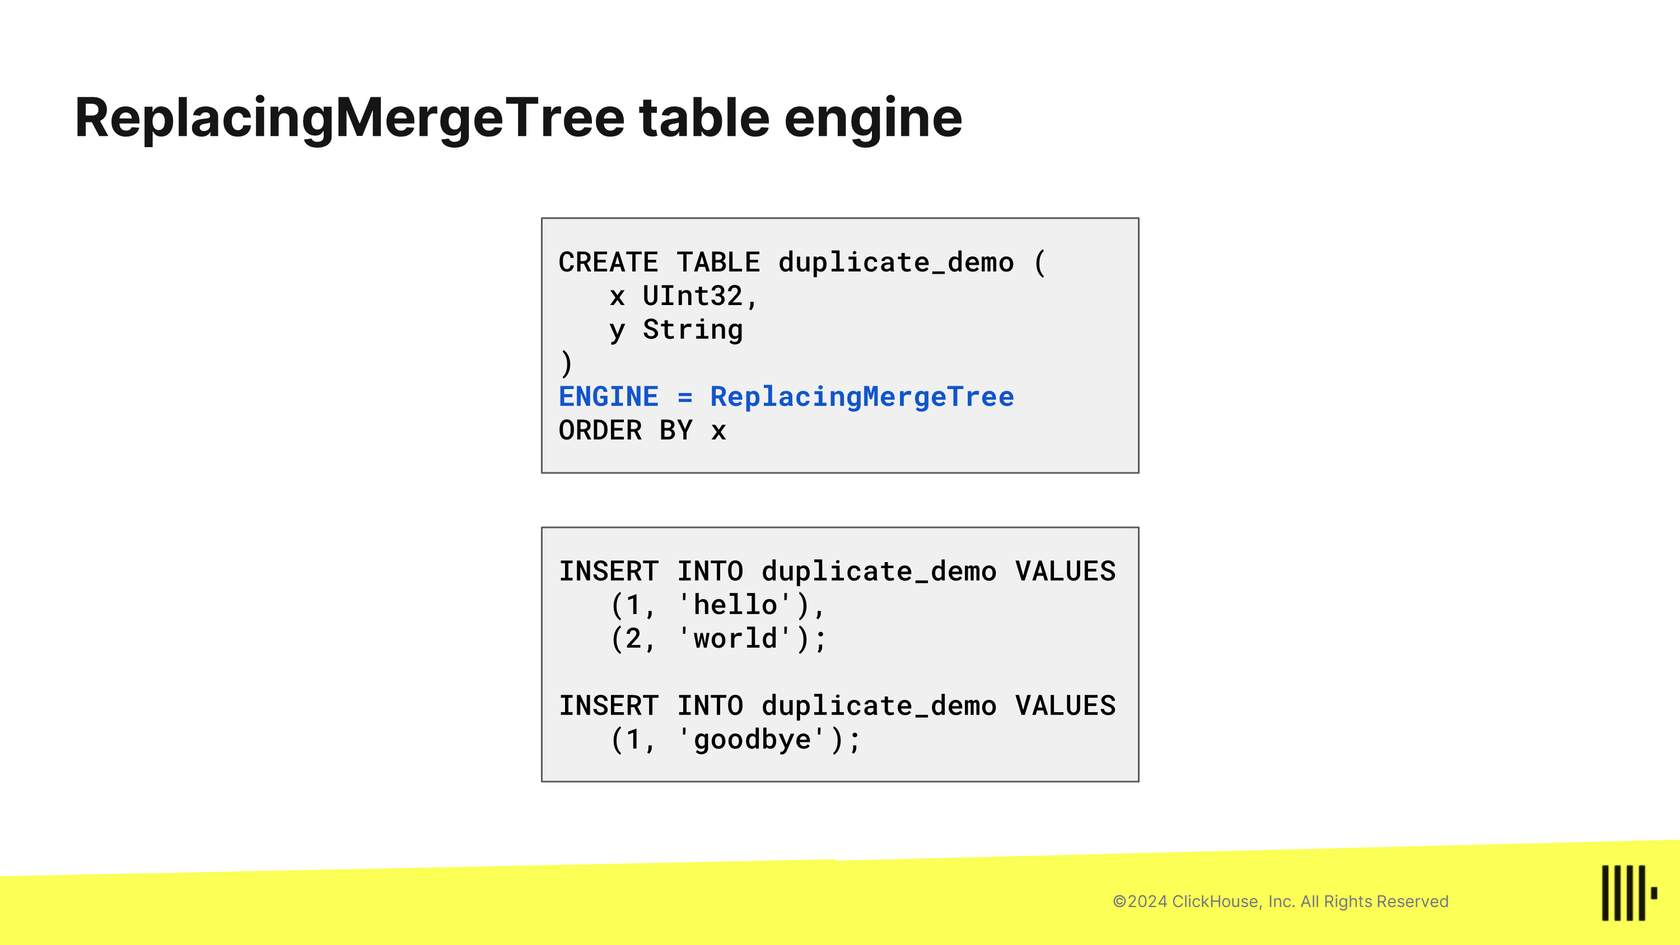 ReplacingMergeTree table engine
CREATE TABLE duplicate_demo (
   x UInt32,
   y String
)
ENGINE = ReplacingMergeTree
ORDER BY x
INSERT INTO duplicate_demo VALUES
   (1, 'hello'),
   (2, 'world');
INSERT INTO duplicate_demo VALUES
   (1, 'goodbye');
©2024 ClickHouse, Inc. All Rights Reserved